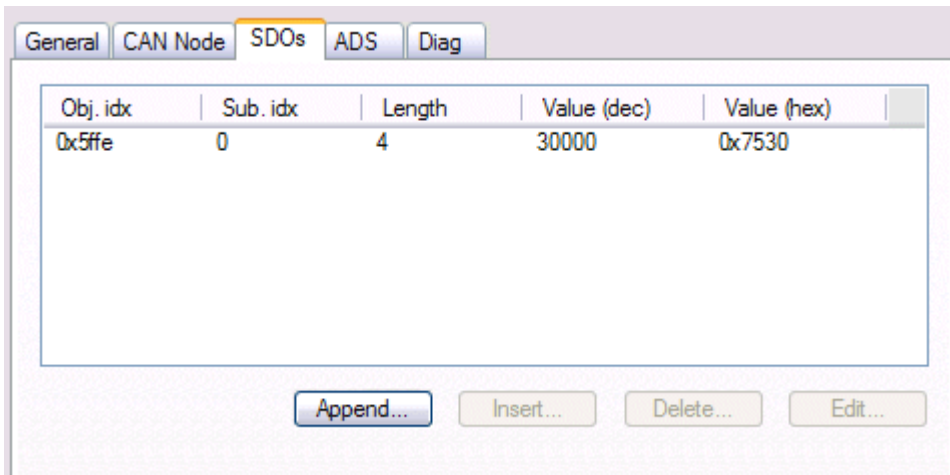 General CAN Node SDOs ADS Diag
Obj. idx Sub. idx Length Value (dec) Value (hex)
0x5ffe 0 4 30000 0x7530
Append... Insert... Delete... Edit...